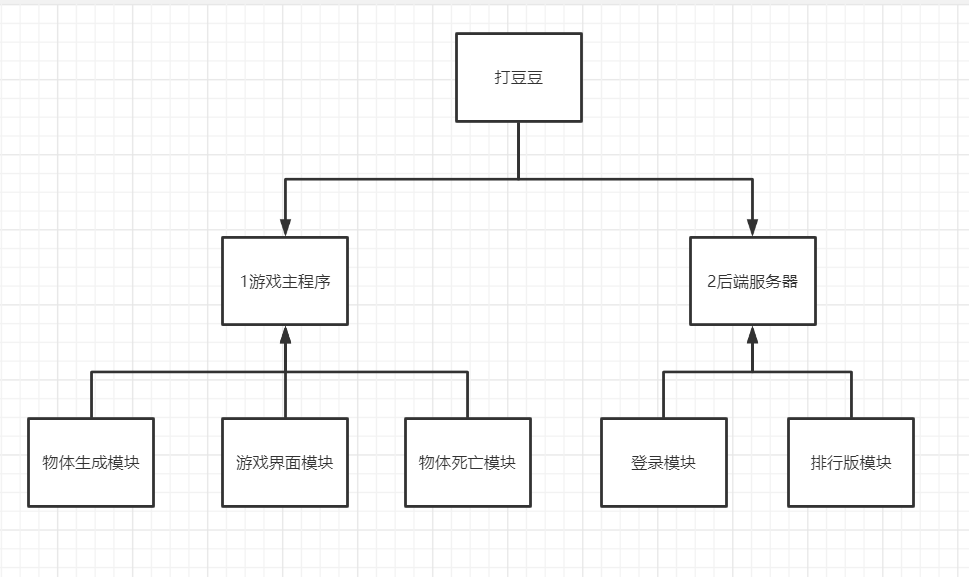 打豆豆
1游戏主程序
2后端服务器
物体生成模块
游戏界面模块
物体死亡模块
登录模块
排行版模块